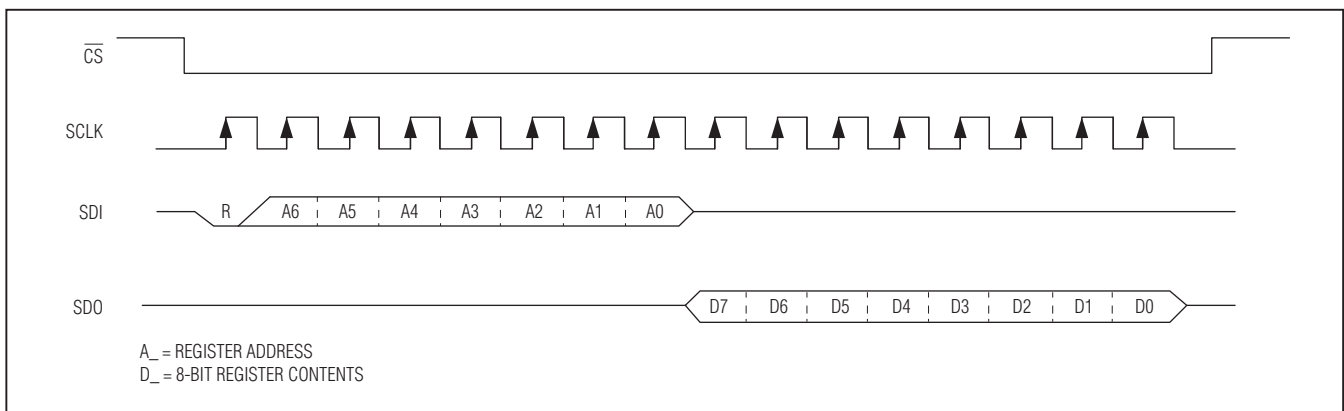 CS
SCLK
SDI
R A6 A5 A4 A3 A2 A1 A0
SDO
D7 D6 D5 D4 D3 D2 D1 D0
A_ = REGISTER ADDRESS
D_ = 8-BIT REGISTER CONTENTS